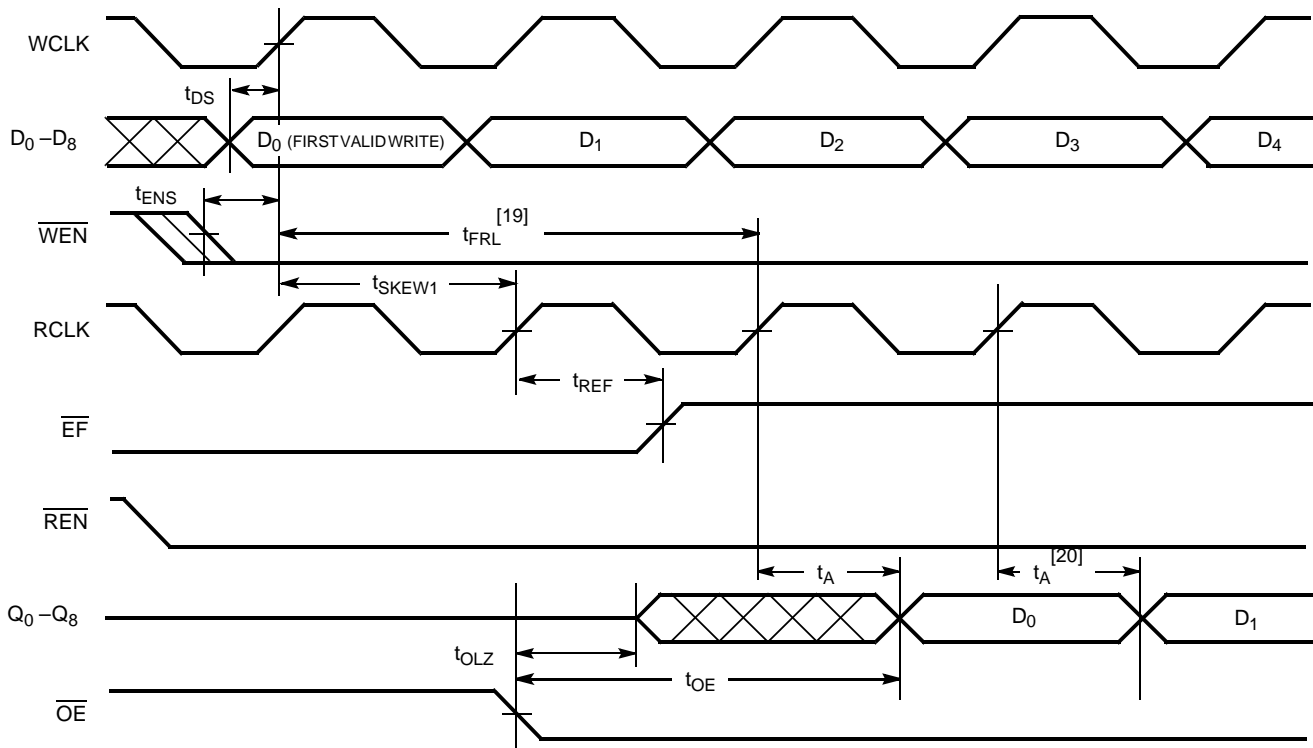 WCLK
tDS
D0 –D8
D0 (FIRST VALID WRITE)
D1
D2
D3
D4
tENS
WEN
tFRL [19]
tSKEW1
RCLK
tREF
EF
REN
tA
tA [20]
Q0 –Q8
D0
D1
tOLZ
tOE
OE